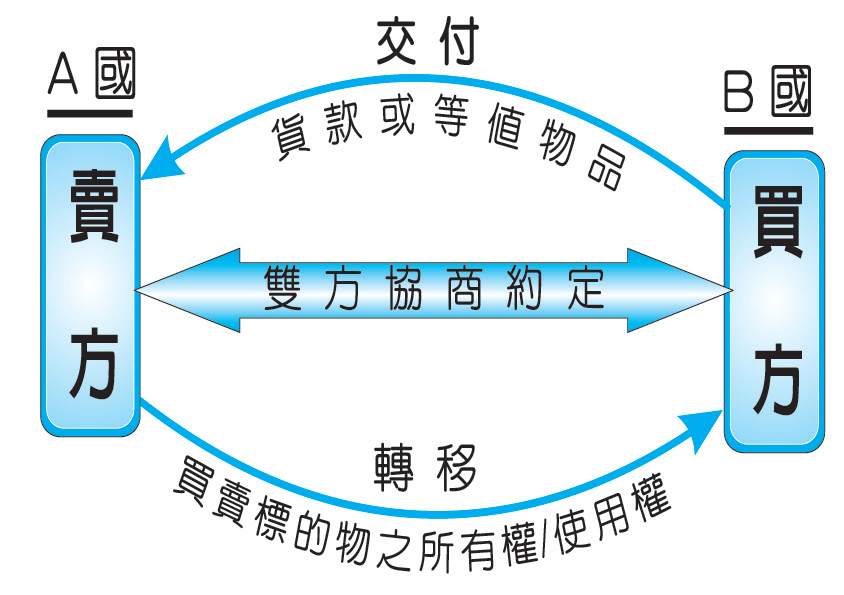 交付
貨款或等值物品
A國
賣方
B國
買方
雙方協商約定
轉移
買賣標的物之所有權/使用權